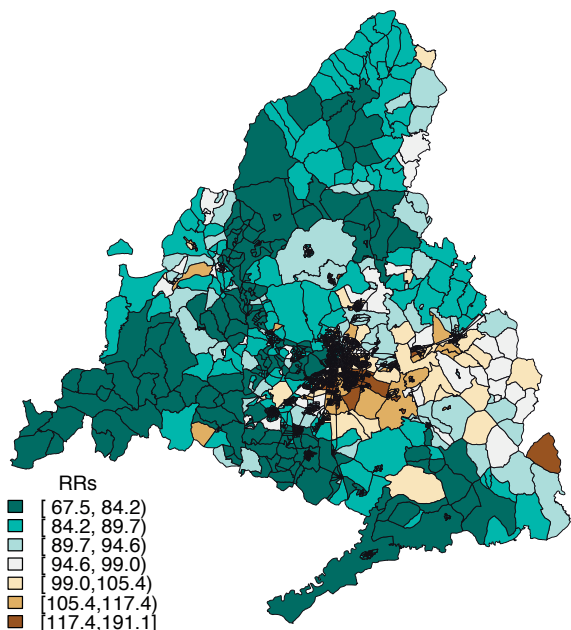 RRs
[ 67.5, 84.2)
[ 84.2, 89.7)
[ 89.7, 94.6)
[ 94.6, 99.0)
[ 99.0,105.4)
[105.4,117.4)
[117.4,191.1]